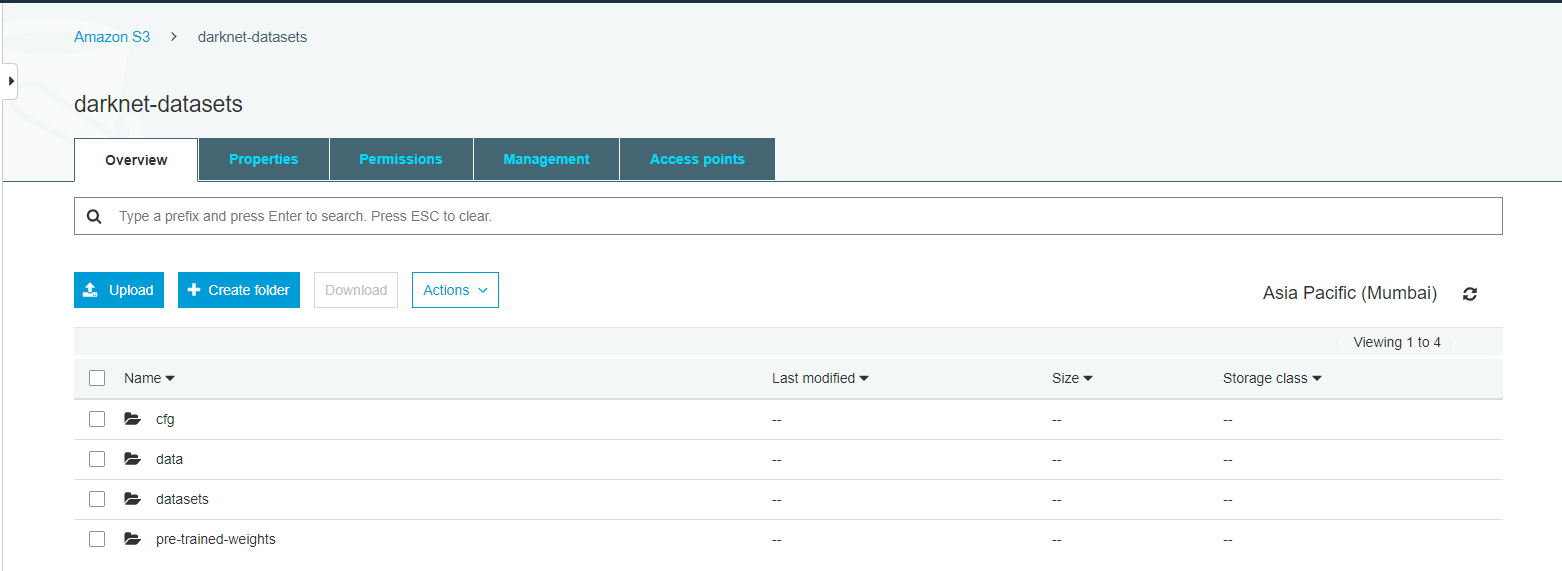 Amazon S3 > darknet-datasets
darknet-datasets
Overview Properties Permissions Management Access points
Type a prefix and press Enter to search. Press ESC to clear.
Upload + Create folder Download Actions Asia Pacific (Mumbai)
Viewing 1 to 4
Name Last modified Size Storage class
cfg -- -- --
data -- -- --
datasets -- -- --
pre-trained-weights -- -- --